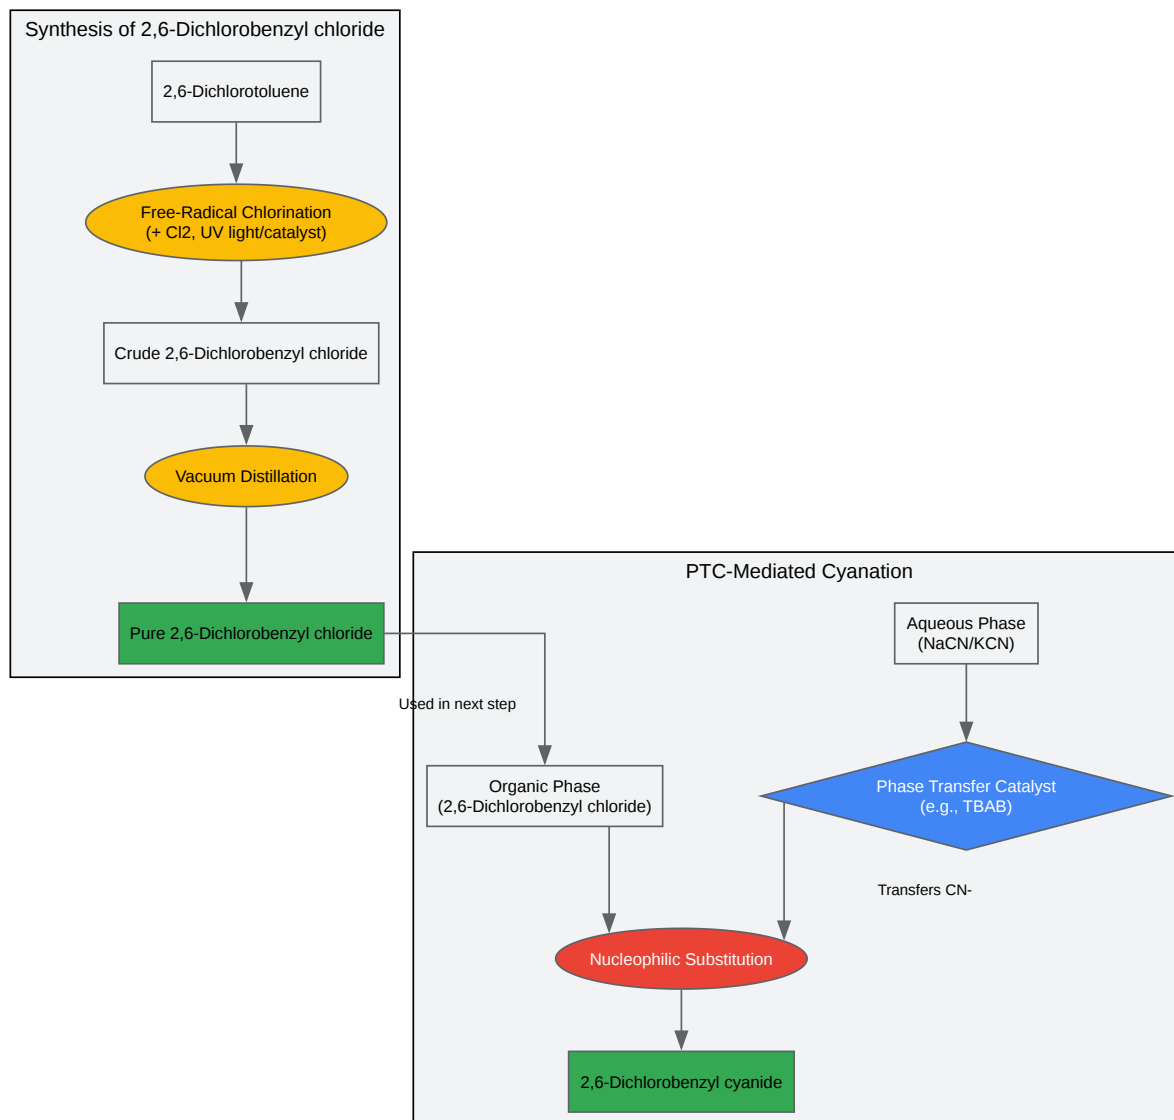 Synthesis of 2,6-Dichlorobenzyl chloride
2,6-Dichlorotoluene
Free-Radical Chlorination
(+ Cl2, UV light/catalyst)
Crude 2,6-Dichlorobenzyl chloride
Vacuum Distillation
Pure 2,6-Dichlorobenzyl chloride
Used in next step
PTC-Mediated Cyanation
Aqueous Phase
(NaCN/KCN)
Organic Phase
(2,6-Dichlorobenzyl chloride)
Phase Transfer Catalyst
(e.g., TBAB)
Transfers CN-
Nucleophilic Substitution
2,6-Dichlorobenzyl cyanide